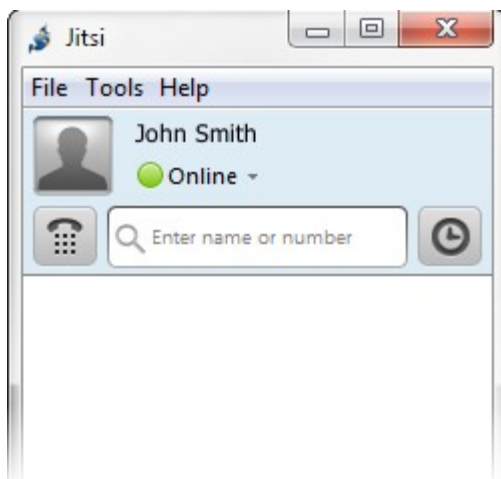 Jitsi
File Tools Help
John Smith
Online
Enter name or number